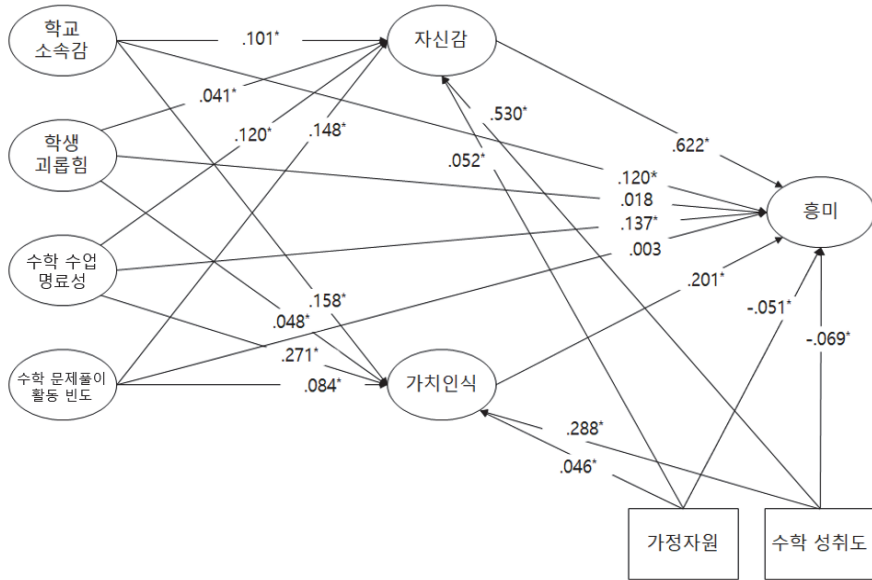 학교
소속감
.101*
자신감
.041*
.120*
.148*
.530*
.052*
.622*
학생
괴롭힘
.120*
.018
.137*
.003
흥미
수학 수업
명료성
.158*
.048*
.271*
.084*
.201*
-.051*
-.069*
수학 문제풀이
활동 빈도
가치인식
.288*
.046*
가정자원
수학 성취도